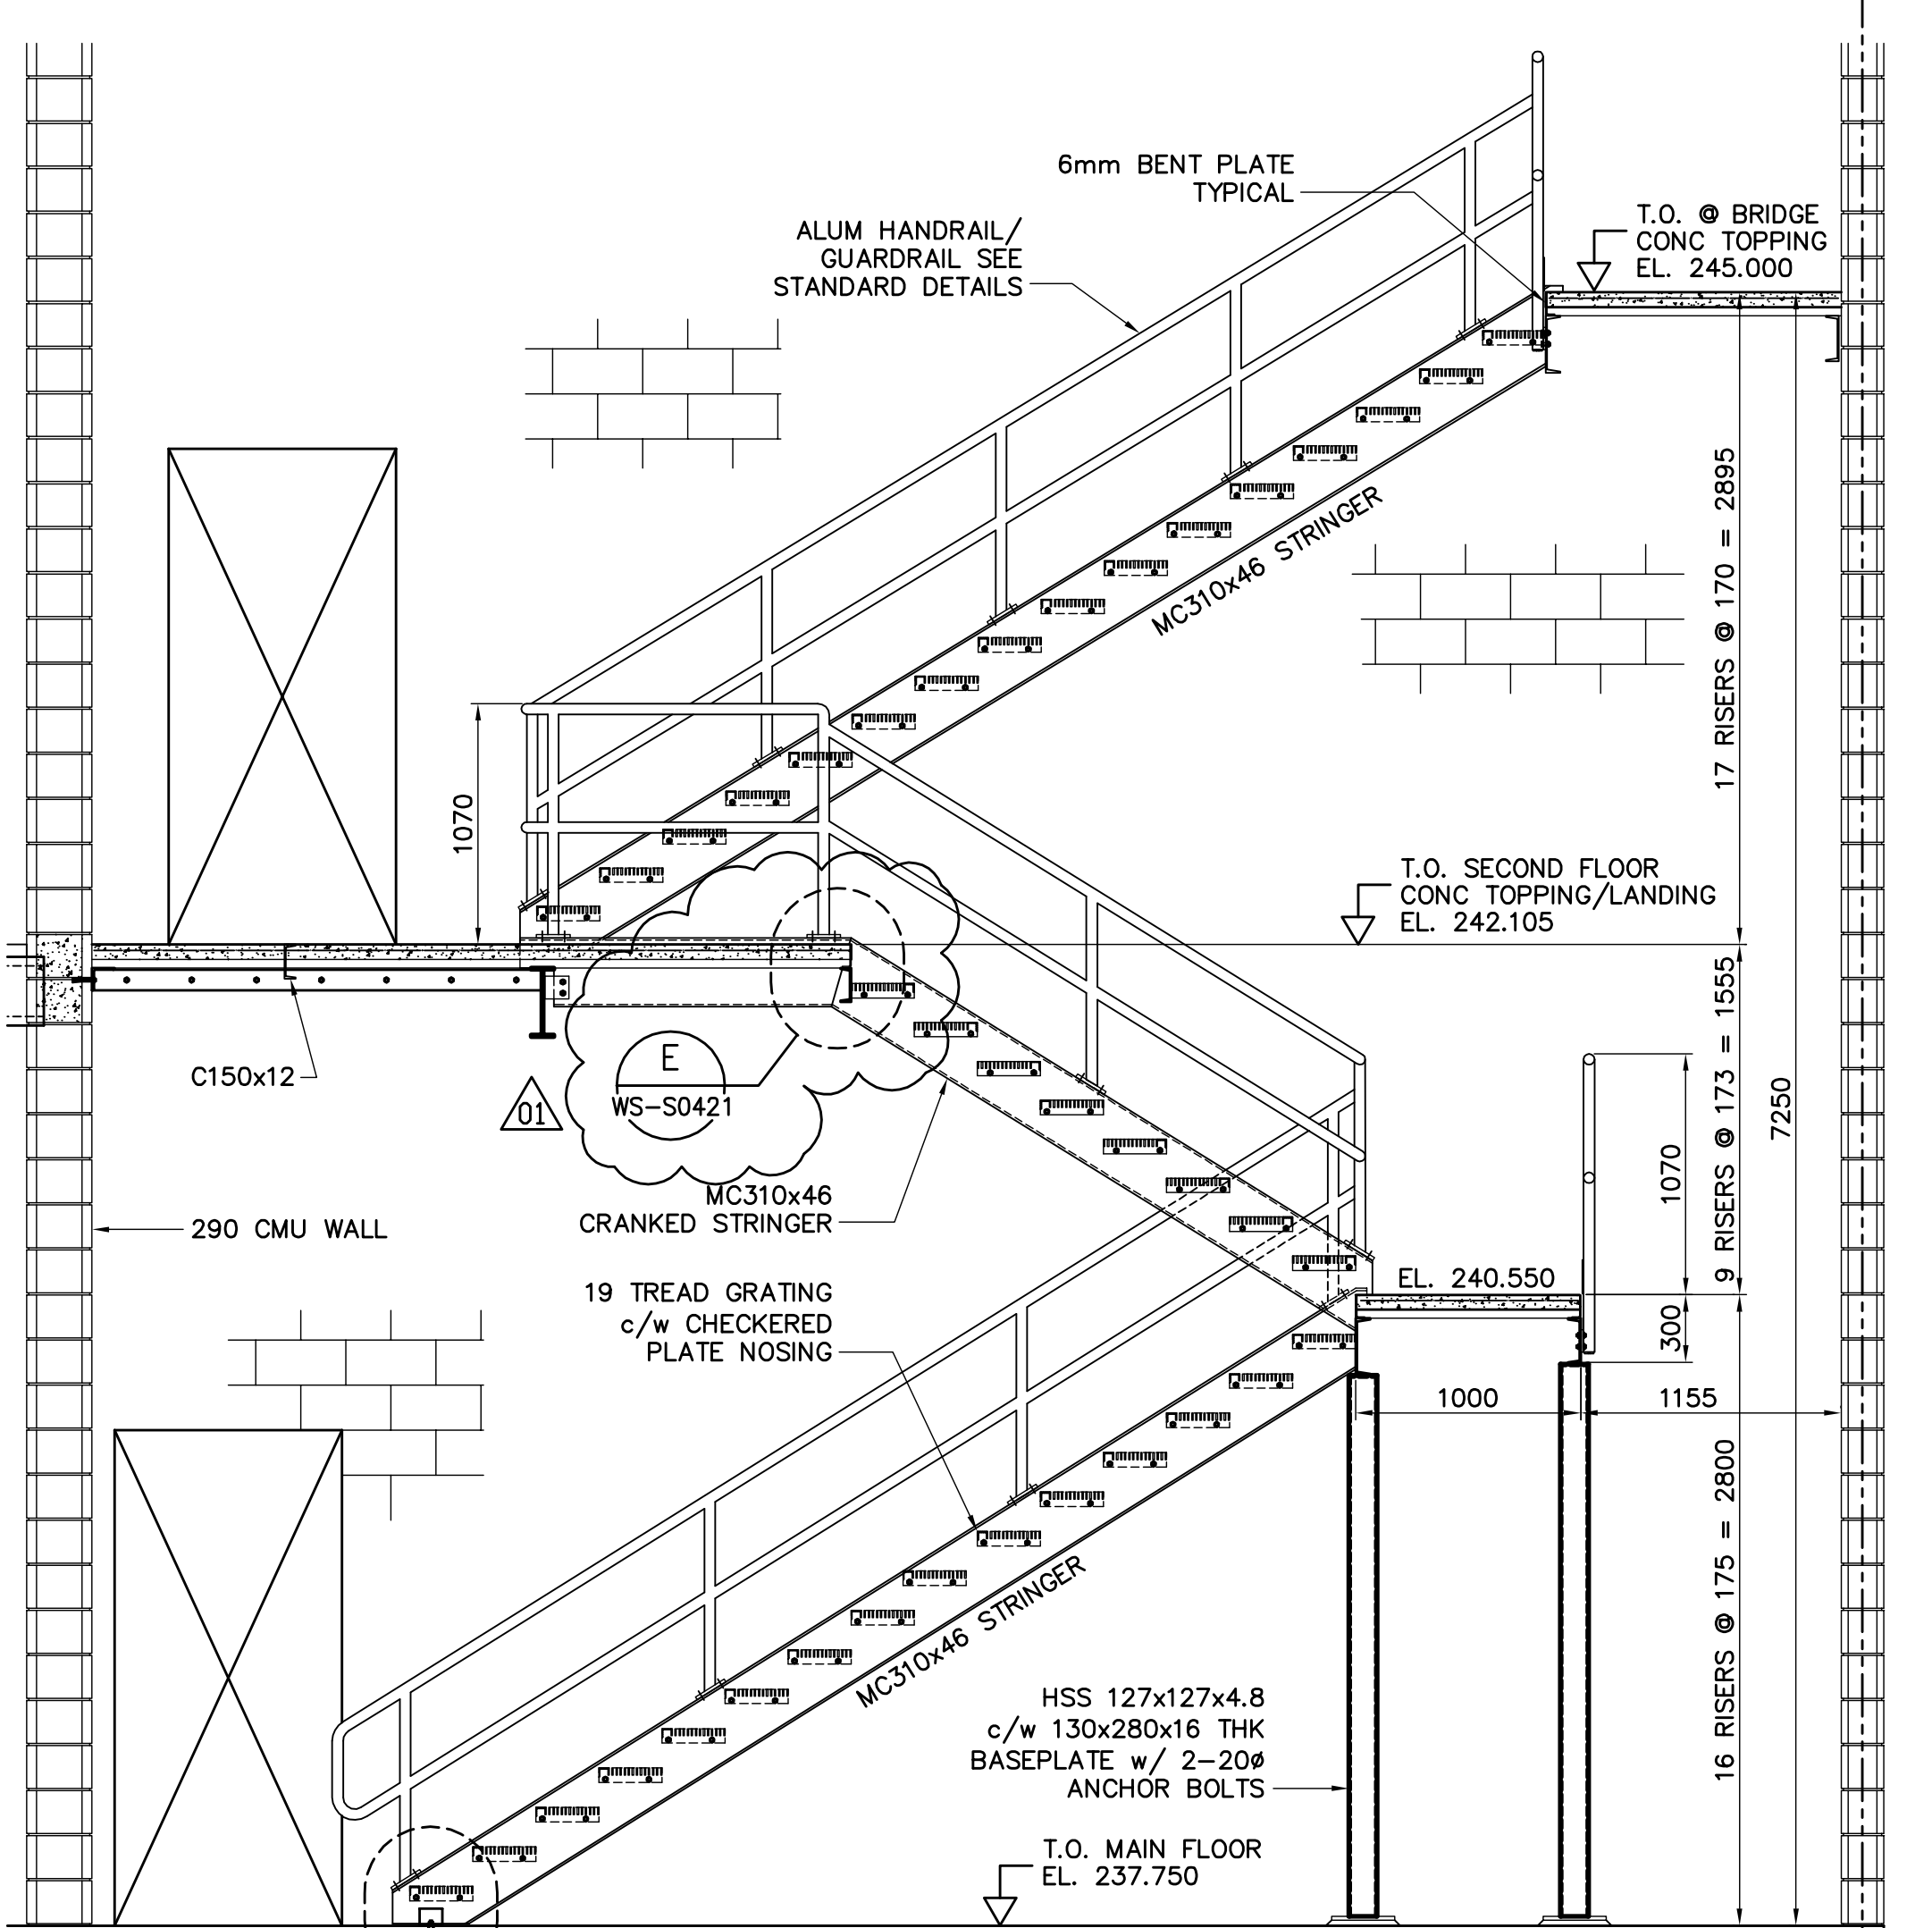 6mm BENT PLATE
TYPICAL
ALUM HANDRAIL/
GUARDRAIL SEE
STANDARD DETAILS
T.O. @ BRIDGE
CONC TOPPING
EL. 245.000
MC310x46 STRINGER
17 RISERS @ 170 = 2895
1070
T.O. SECOND FLOOR
CONC TOPPING/LANDING
EL. 242.105
C150x12
01
E
WS-S0421
9 RISERS @ 173 = 1555
7250
1070
MC310x46
CRANKED STRINGER
290 CMU WALL
19 TREAD GRATING
c/w CHECKERED
PLATE NOSING
EL. 240.550
300
1000
1155
MC310x46 STRINGER
16 RISERS @ 175 = 2800
HSS 127x127x4.8
c/w 130x280x16 THK
BASEPLATE w/ 2-20ø
ANCHOR BOLTS
T.O. MAIN FLOOR
EL. 237.750